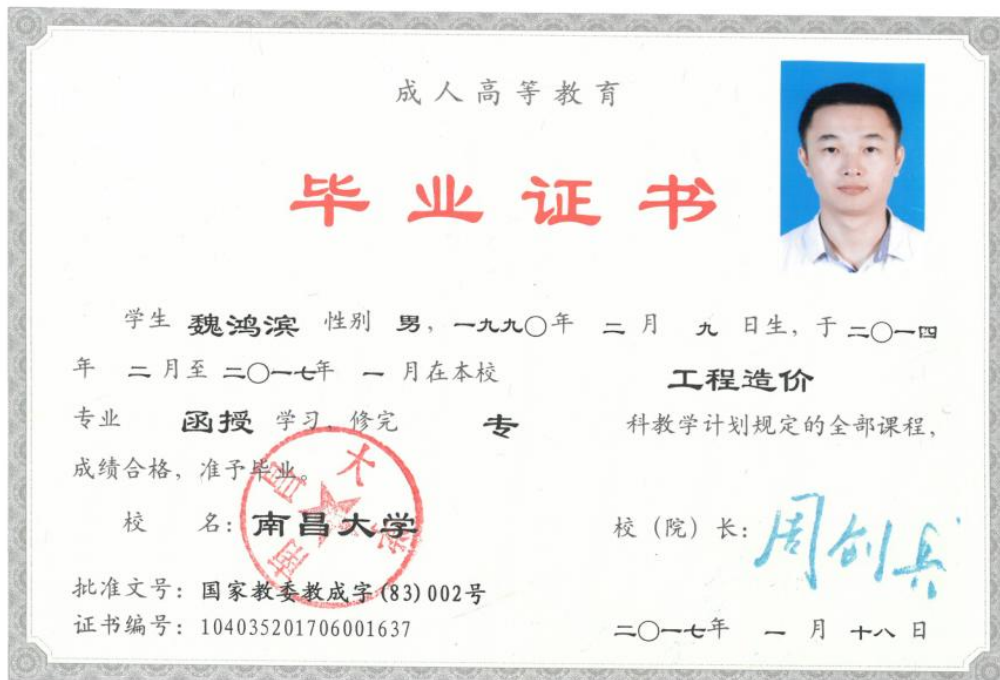 成人高等教育
毕业证书
学生 魏鸿滨 性别 男，一九九〇年 二 月 九 日生，于 二〇一四
年 二 月至 二〇一七年 一 月在本校 工程造价
专业 函授 学习，修完 专 科教学计划规定的全部课程，
成绩合格，准予毕业。
南昌大学
校 名：南昌大学 校（院）长：周创兵
批准文号：国家教委教成字(83)002号
证书编号：104035201706001637 二〇一七年 一 月 十八 日